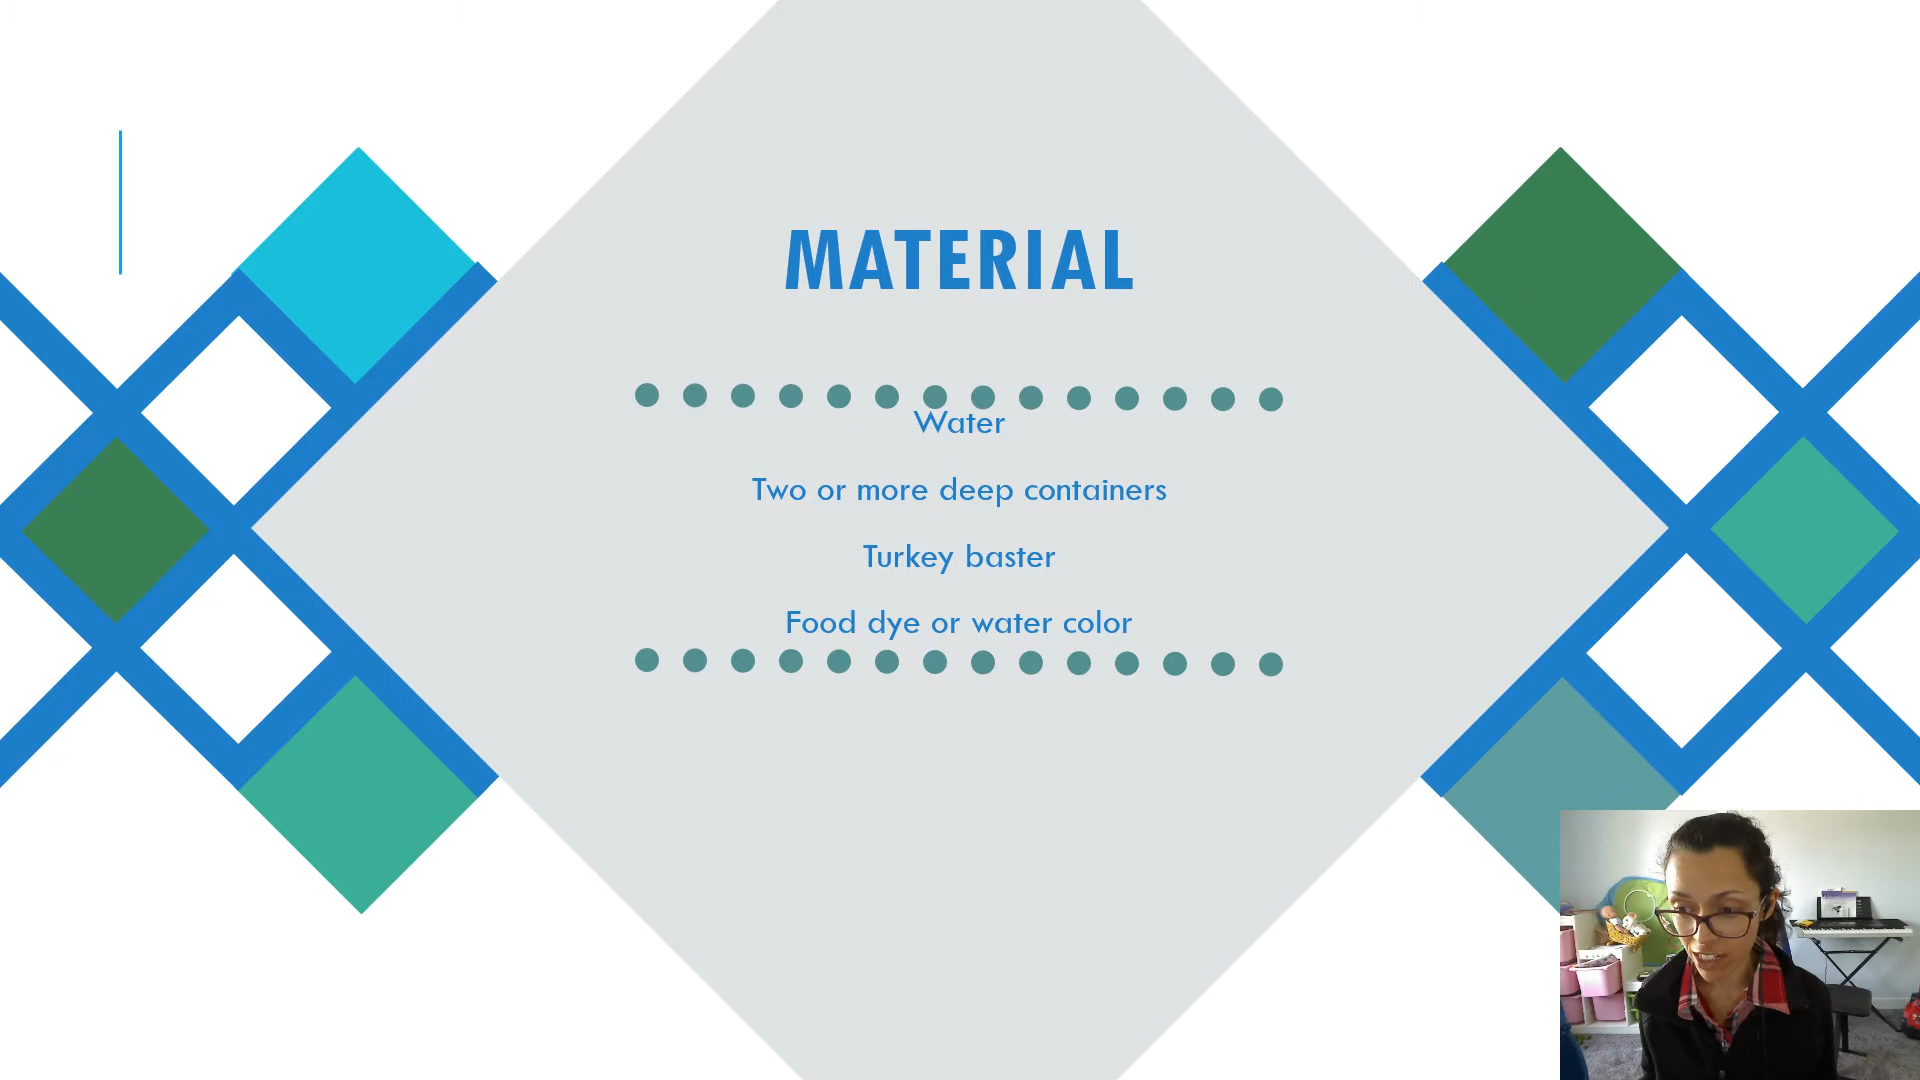 MATERIAL
Water
Two or more deep containers
Turkey baster
Food dye or water color